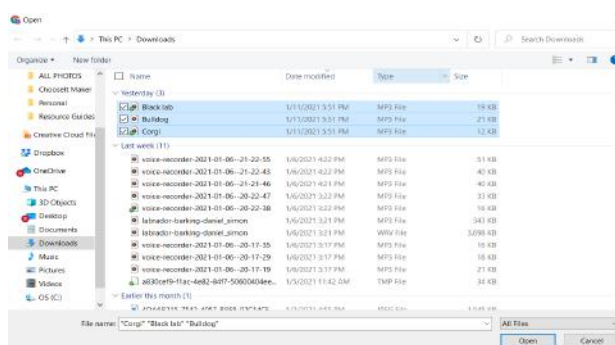 Open
This PC > Downloads
Search Downloads
Organize
New folder
ALL PHOTOS
Chooselt Maker
Personal
Resource Guides
Creative Cloud File
Dropbox
OneDrive
This PC
3D Objects
Desktop
Documents
Downloads
Music
Pictures
Videos
OS (C:)
Name Date modified Type Size
Yesterday (3)
Black lab 1/11/2021 5:51 PM MP3 File 19 KB
Bulldog 1/11/2021 5:51 PM MP3 File 21 KB
Corgi 1/11/2021 5:51 PM MP3 File 12 KB
Last week (11)
voice-recorder-2021-01-06--21-22-55 1/6/2021 4:22 PM MP3 File 51 KB
voice-recorder-2021-01-06--21-22-43 1/6/2021 4:22 PM MP3 File 40 KB
voice-recorder-2021-01-06--21-21-46 1/6/2021 4:21 PM MP3 File 40 KB
voice-recorder-2021-01-06--20-22-47 1/6/2021 3:22 PM MP3 File 33 KB
voice-recorder-2021-01-06--20-22-38 1/6/2021 3:22 PM MP3 File 16 KB
labrador-barking-daniel_simon 1/6/2021 3:21 PM MP3 File 343 KB
labrador-barking-daniel_simon 1/6/2021 3:21 PM WAV File 3,098 KB
voice-recorder-2021-01-06--20-17-35 1/6/2021 3:17 PM MP3 File 16 KB
voice-recorder-2021-01-06--20-17-29 1/6/2021 3:17 PM MP3 File 18 KB
voice-recorder-2021-01-06--20-17-19 1/6/2021 3:17 PM MP3 File 21 KB
1/5/2021 11:42 AM TMP File 34 KB
Earlier this month (1)
File name: "Corgi" "Black lab" "Bulldog"
All Files
Open Cancel